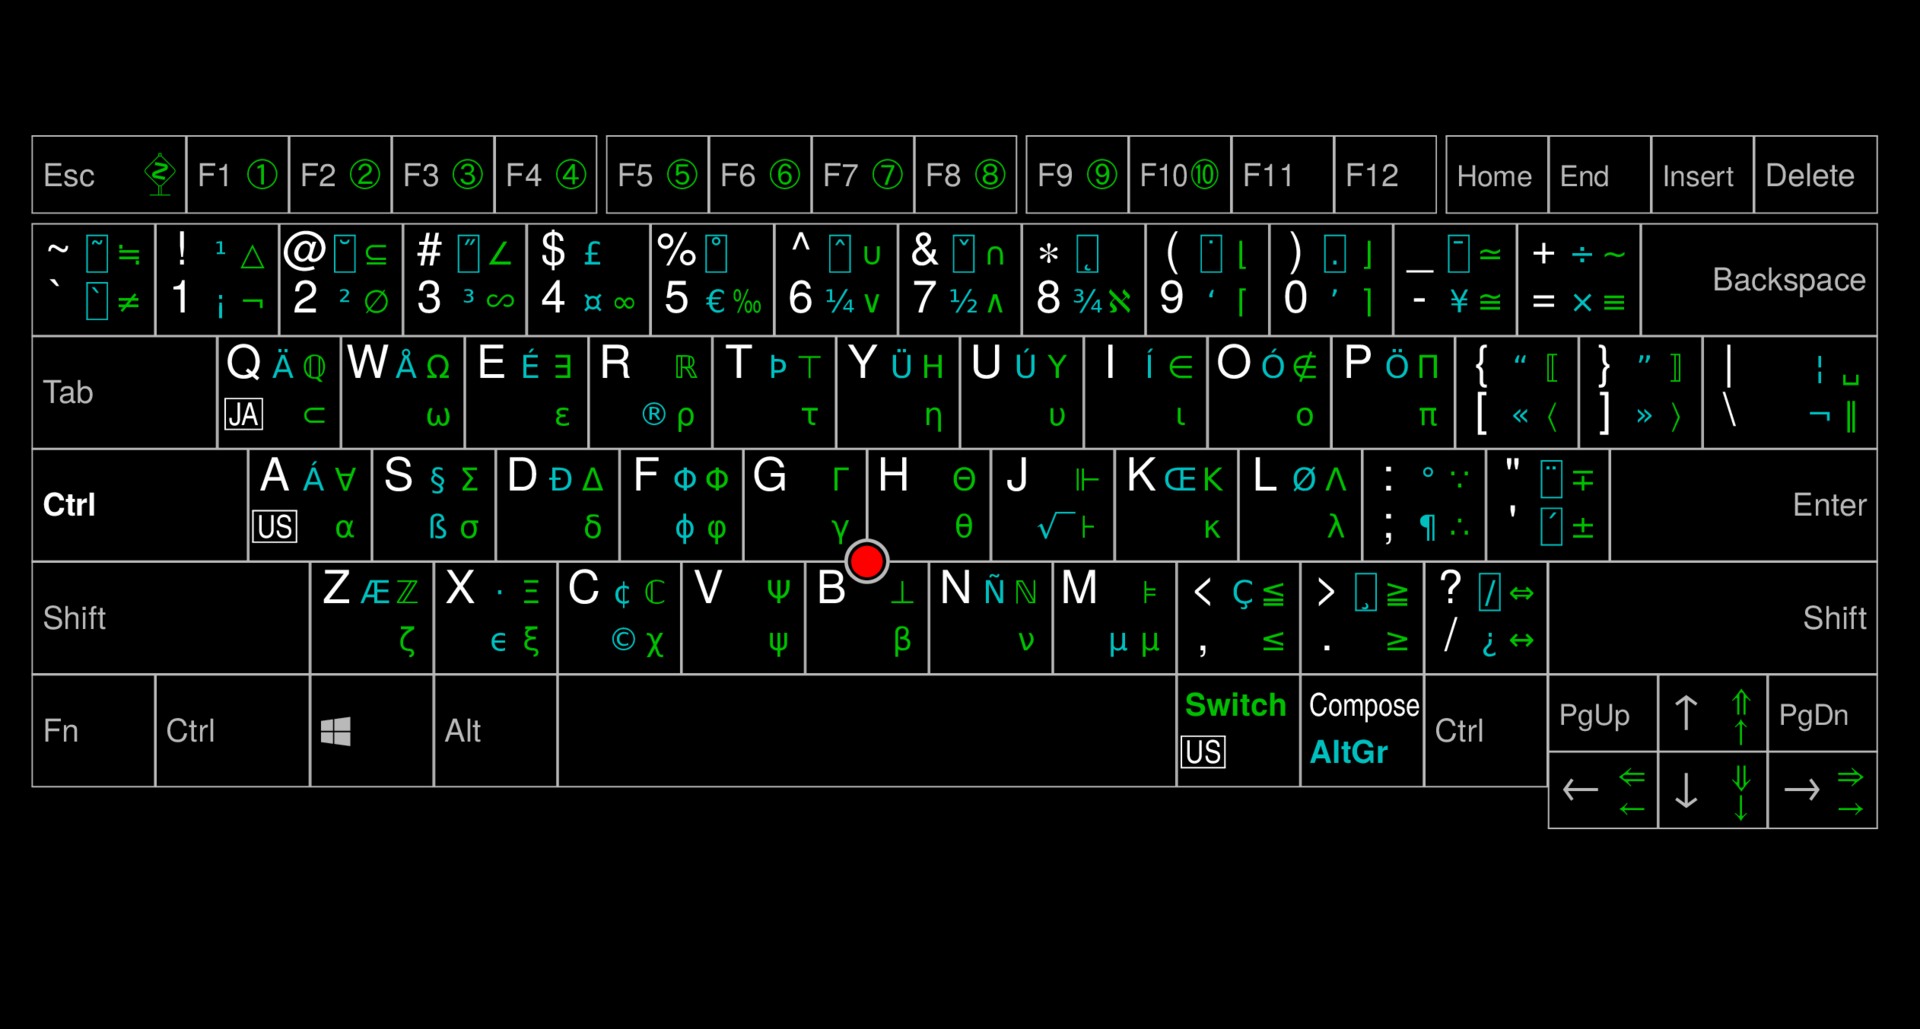 Esc F1 ① F2 ② F3 ③ F4 ④ F5 ⑤ F6 ⑥ F7 ⑦ F8 ⑧ F9 ⑨ F10 ⑩ F11 F12 Home End Insert Delete
~ ˜ ≒ ! ¹ △ @ ˘ ⊆ # ˝ ∠ $ £ % ˚ ^ ˆ ∪ & ˇ ∩ * ˛ ( ˙ ⌊ ) . ⌋ _ ¯ ≃ + ÷ ∼ Backspace
` ` ≠ 1 ¡ ¬ 2 ² ∅ 3 ³ ∽ 4 ¤ ∞ 5 € ‰ 6 ¼ ∨ 7 ½ ∧ 8 ¾ ℵ 9 ‘ ⌈ 0 ’ ⌉ - ¥ ≅ = × ≡
Tab Q Ä ℚ W Å Ω E É ∃ R ℝ T Þ ⊤ Y Ü Η U Ú Υ I Í ∈ O Ó ∉ P Ö Π { “ ⟦ } ” ⟧ | ¦ ␣
JA ⊂ ω ε ® ρ τ η υ ι ο π [ « 〈 ] » 〉 \ ¬ ∥
Ctrl A Á ∀ S § Σ D Đ Δ F Φ Φ G Γ H Θ J ⊩ K Œ Κ L Ø Λ : ° ∵ " ¨ ∓ Enter
US α ß σ δ ϕ φ γ θ √ ⊦ κ λ ; ¶ ∴ ' ´ ±
Shift Z Æ ℤ X · Ξ C ¢ ℂ V Ψ B ⊥ N Ñ ℕ M ⊧ < Ç ≦ > ¸ ≧ ? / ⇔ Shift
ζ ϵ ξ © χ ψ β ν µ μ , ≤ . ≥ / ¿ ⇔
Fn Ctrl Alt Switch Compose Ctrl PgUp ↑ ⇑ ↑ PgDn
US AltGr
← ⇐ ← ↓ ⇓ ↓ → ⇒ →